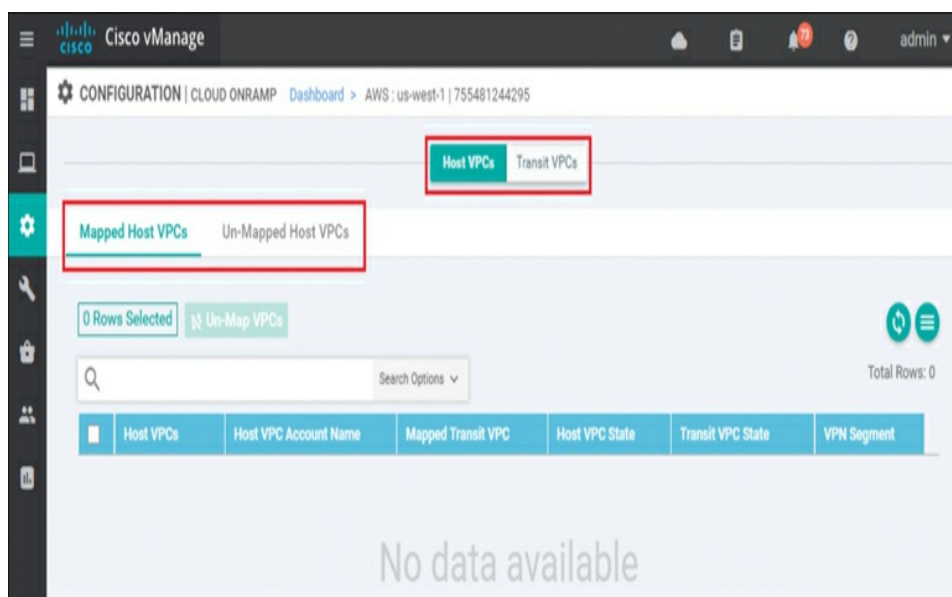 cisco Cisco vManage 73 admin
CONFIGURATION | CLOUD ONRAMP Dashboard > AWS : us-west-1 | 755481244295
Host VPCs Transit VPCs
Mapped Host VPCs Un-Mapped Host VPCs
0 Rows Selected Un-Map VPCs
Search Options Total Rows: 0
Host VPCs Host VPC Account Name Mapped Transit VPC Host VPC State Transit VPC State VPN Segment
No data available